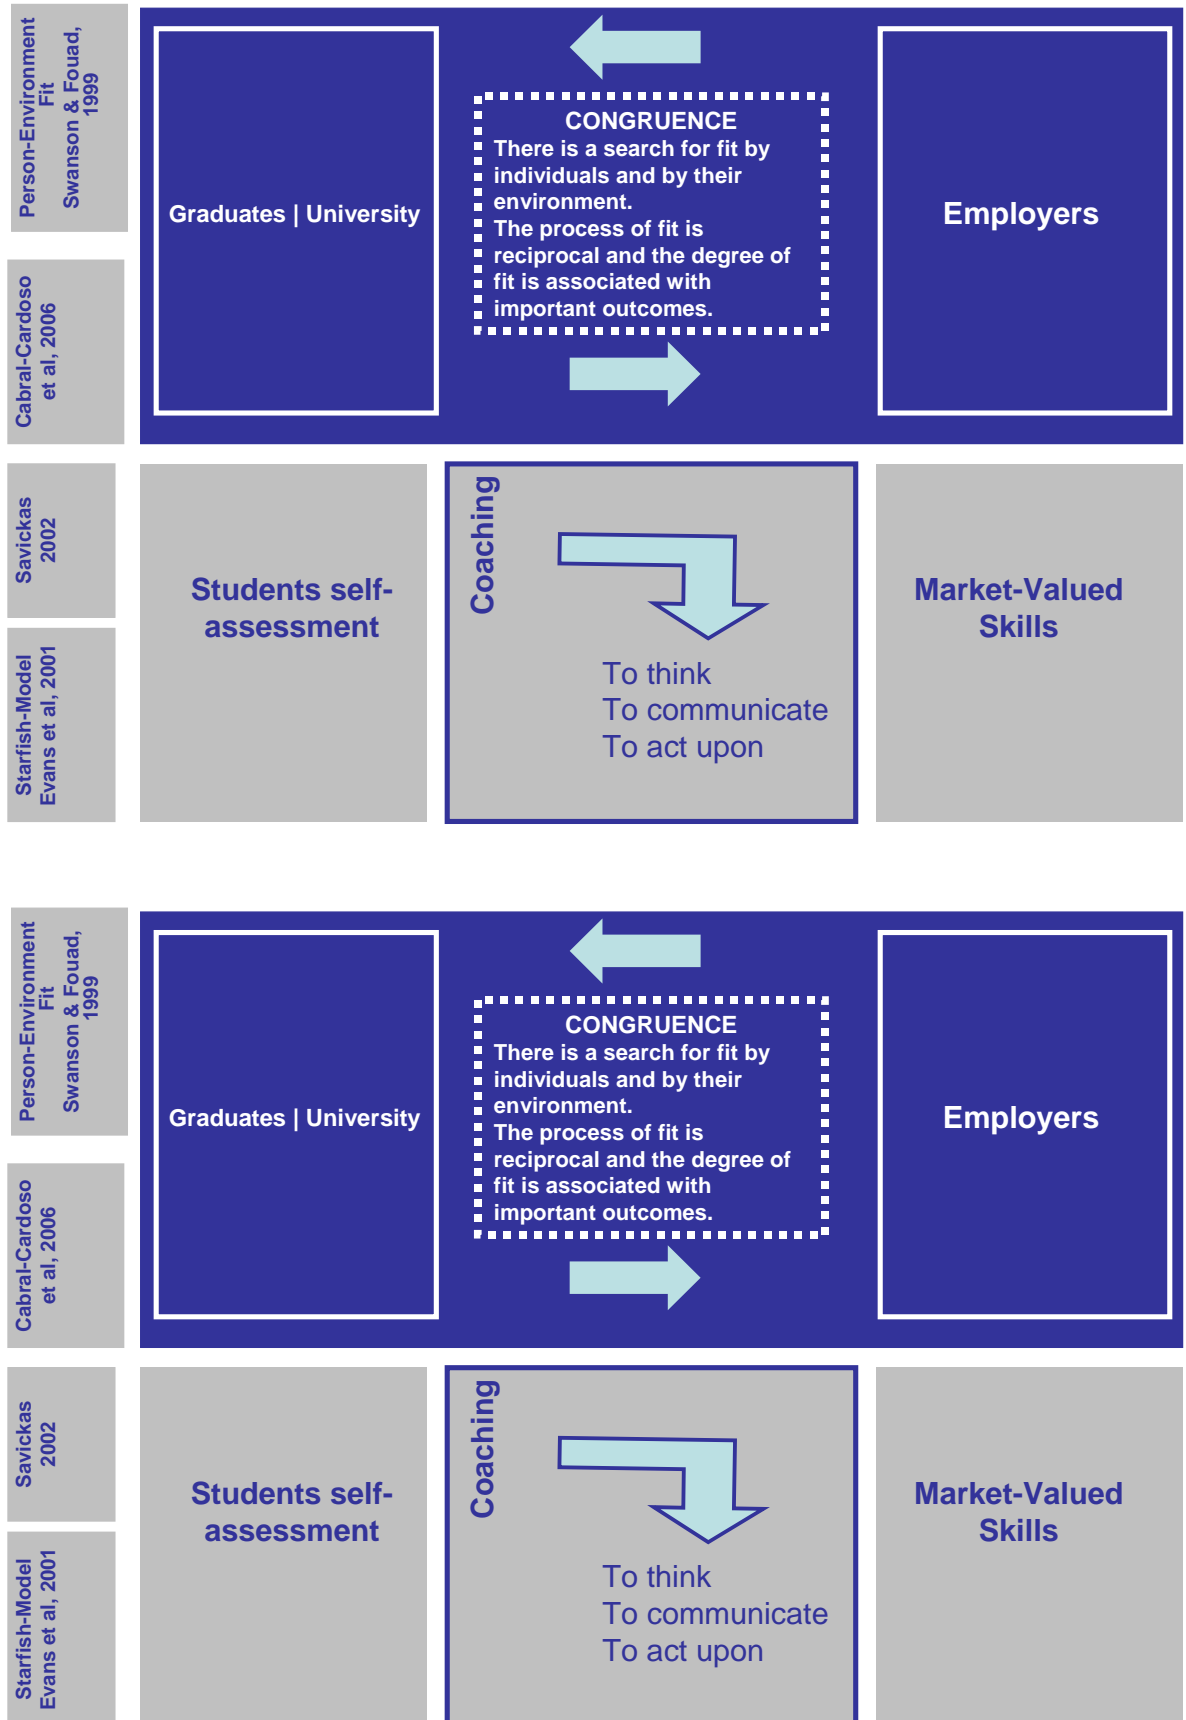 Person-Environment
Fit
Swanson & Fouad,
1999
Cabral-Cardoso
et al, 2006
Savickas
2002
Starfish-Model
Evans et al, 2001
Graduates | University
CONGRUENCE
There is a search for fit by
individuals and by their
environment.
The process of fit is
reciprocal and the degree of
fit is associated with
important outcomes.
Employers
Students self-
assessment
Coaching
To think
To communicate
To act upon
Market-Valued
Skills
Person-Environment
Fit
Swanson & Fouad,
1999
Cabral-Cardoso
et al, 2006
Savickas
2002
Starfish-Model
Evans et al, 2001
Graduates | University
CONGRUENCE
There is a search for fit by
individuals and by their
environment.
The process of fit is
reciprocal and the degree of
fit is associated with
important outcomes.
Employers
Students self-
assessment
Coaching
To think
To communicate
To act upon
Market-Valued
Skills